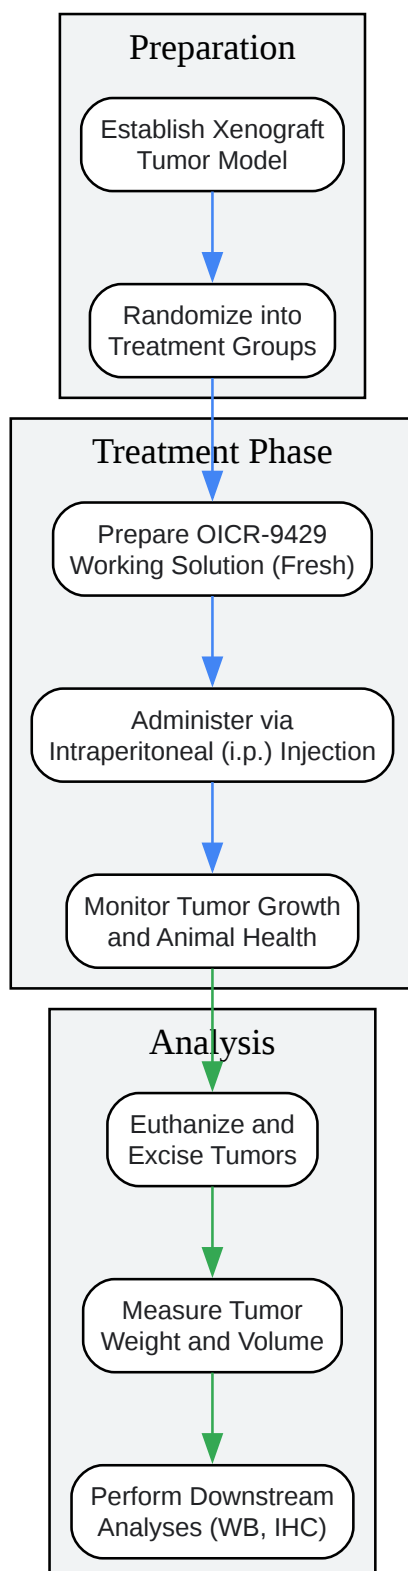 Preparation
Establish Xenograft
Tumor Model
Randomize into
Treatment Groups
Treatment Phase
Prepare OICR-9429
Working Solution (Fresh)
Administer via
Intraperitoneal (i.p.) Injection
Monitor Tumor Growth
and Animal Health
Analysis
Euthanize and
Excise Tumors
Measure Tumor
Weight and Volume
Perform Downstream
Analyses (WB, IHC)